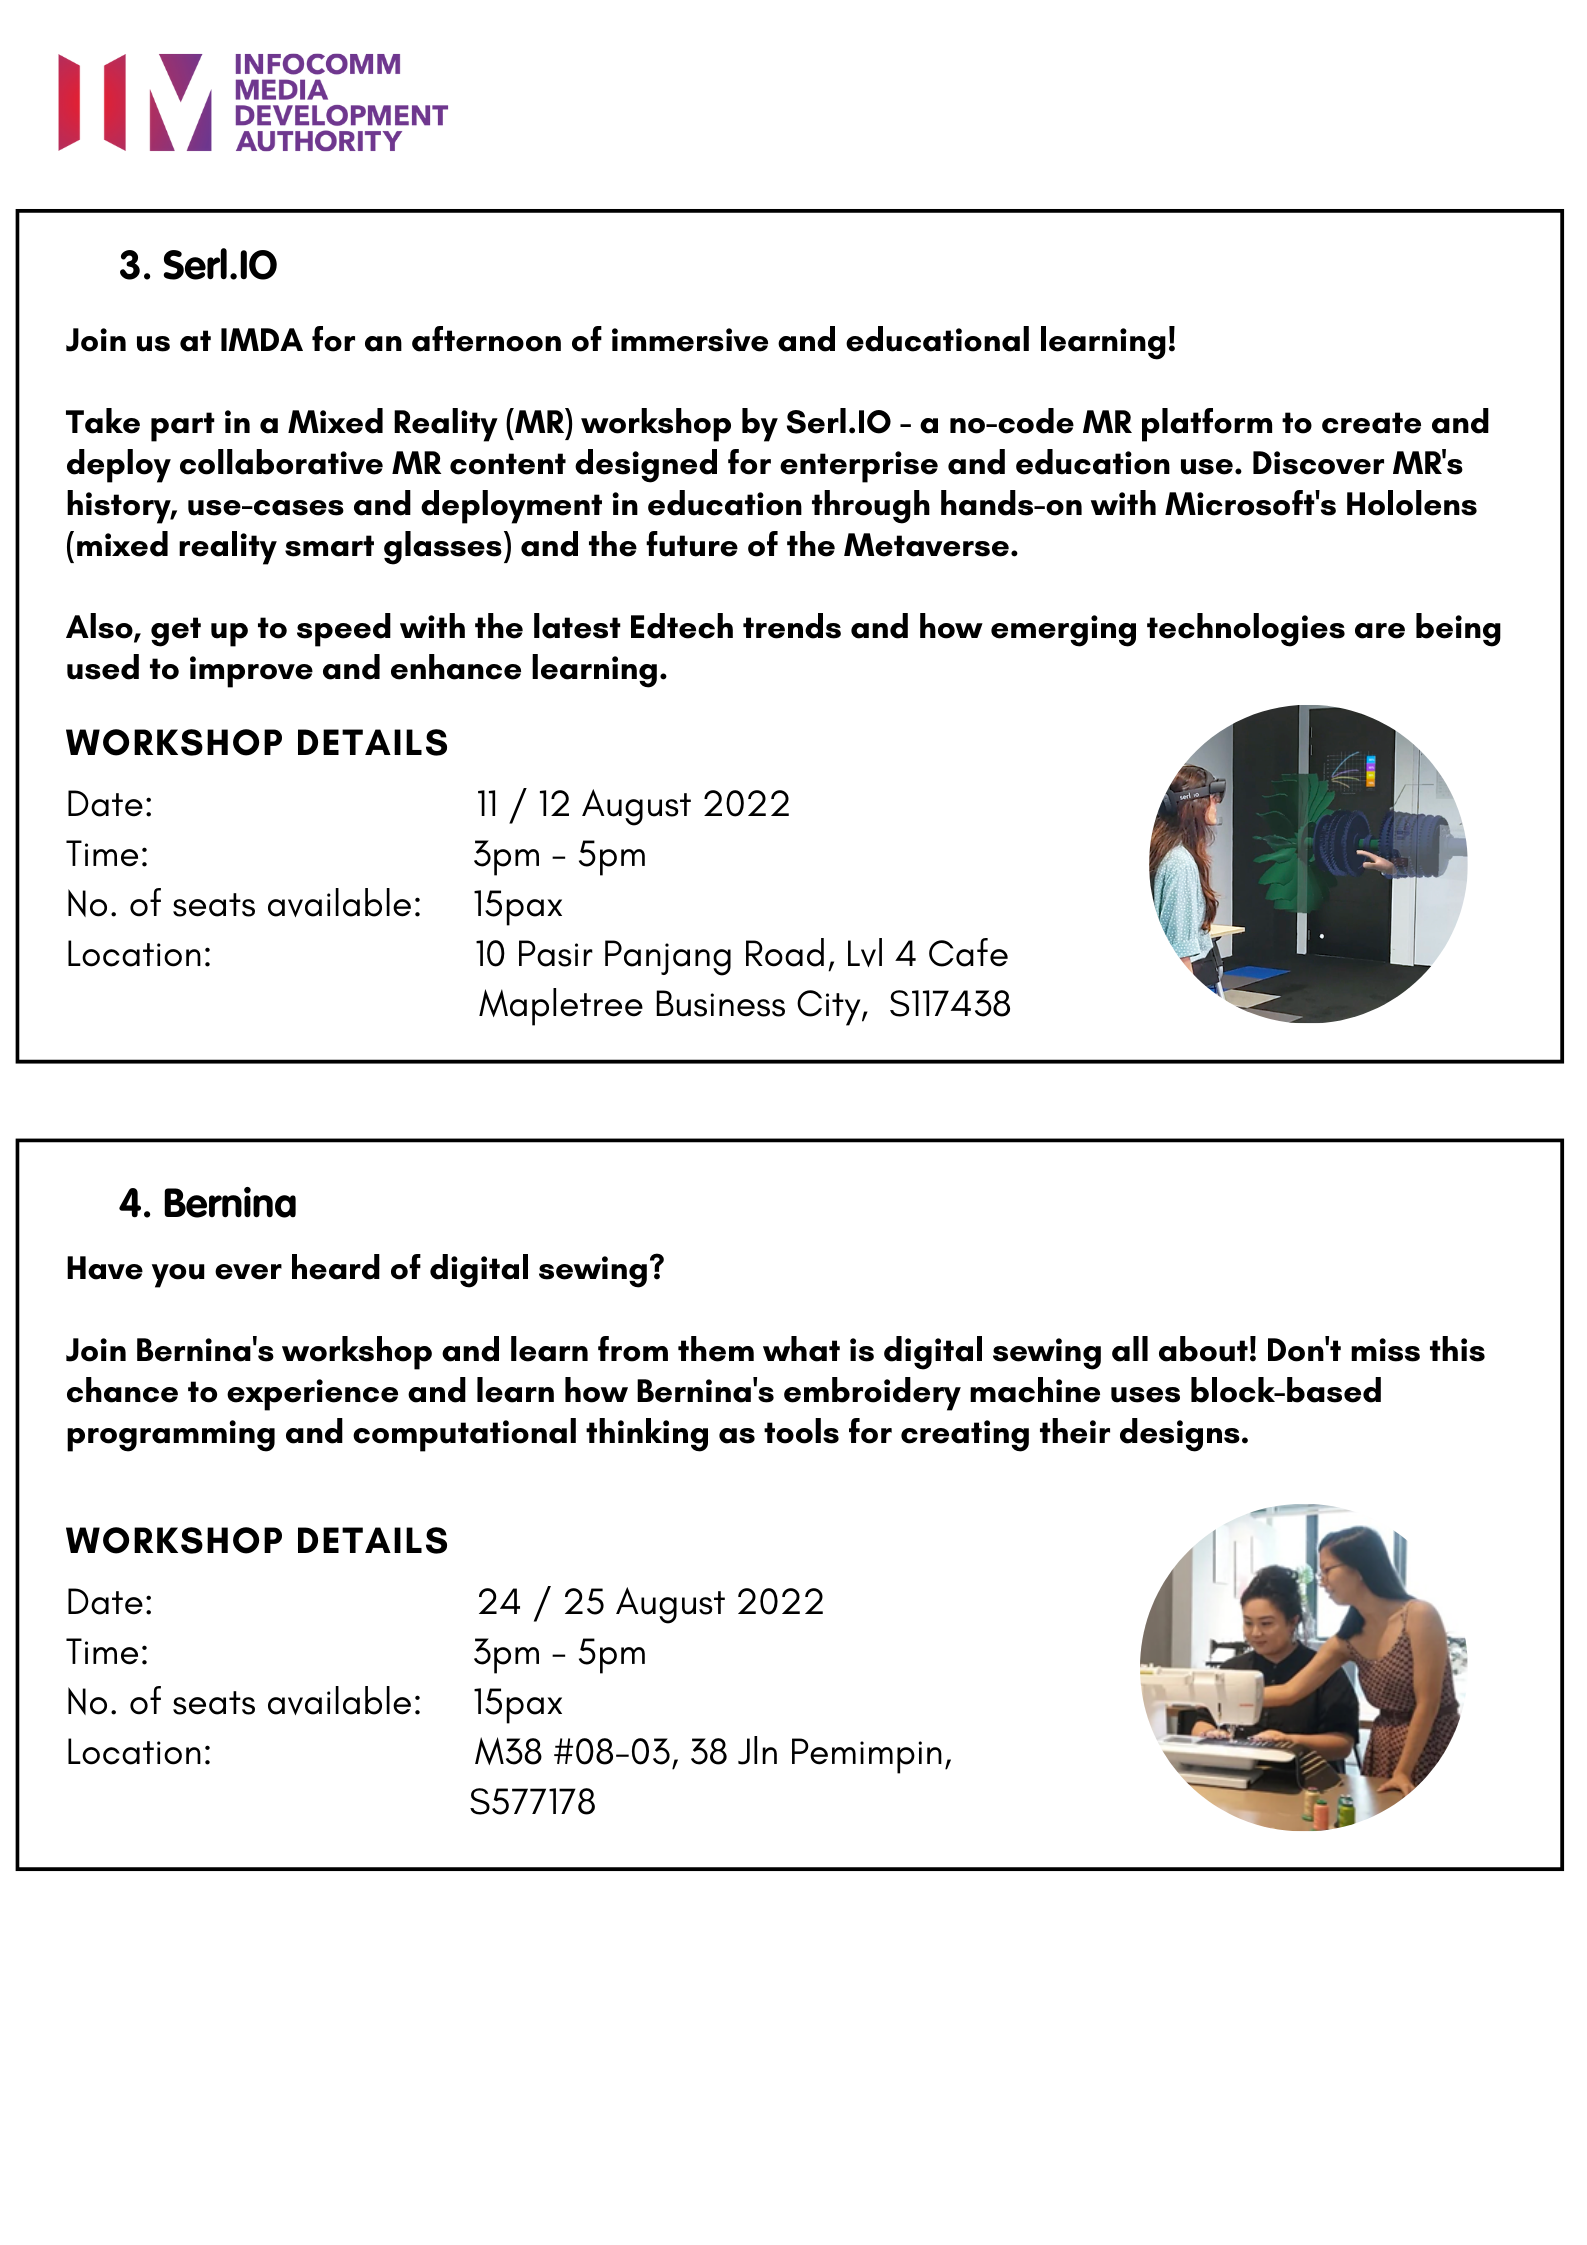 INFOCOMM
MEDIA
DEVELOPMENT
AUTHORITY
3. Serl.IO
Join us at IMDA for an afternoon of immersive and educational learning!
Take part in a Mixed Reality (MR) workshop by Serl.IO - a no-code MR platform to create and
deploy collaborative MR content designed for enterprise and education use. Discover MR's
history, use-cases and deployment in education through hands-on with Microsoft's Hololens
(mixed reality smart glasses) and the future of the Metaverse.
Also, get up to speed with the latest Edtech trends and how emerging technologies are being
used to improve and enhance learning.
WORKSHOP DETAILS
Date: 11 / 12 August 2022
Time: 3pm - 5pm
No. of seats available: 15pax
Location: 10 Pasir Panjang Road, Lvl 4 Cafe
Mapletree Business City, S117438
serl io
4. Bernina
Have you ever heard of digital sewing?
Join Bernina's workshop and learn from them what is digital sewing all about! Don't miss this
chance to experience and learn how Bernina's embroidery machine uses block-based
programming and computational thinking as tools for creating their designs.
WORKSHOP DETAILS
Date: 24 / 25 August 2022
Time: 3pm - 5pm
No. of seats available: 15pax
Location: M38 #08-03, 38 Jln Pemimpin,
S577178